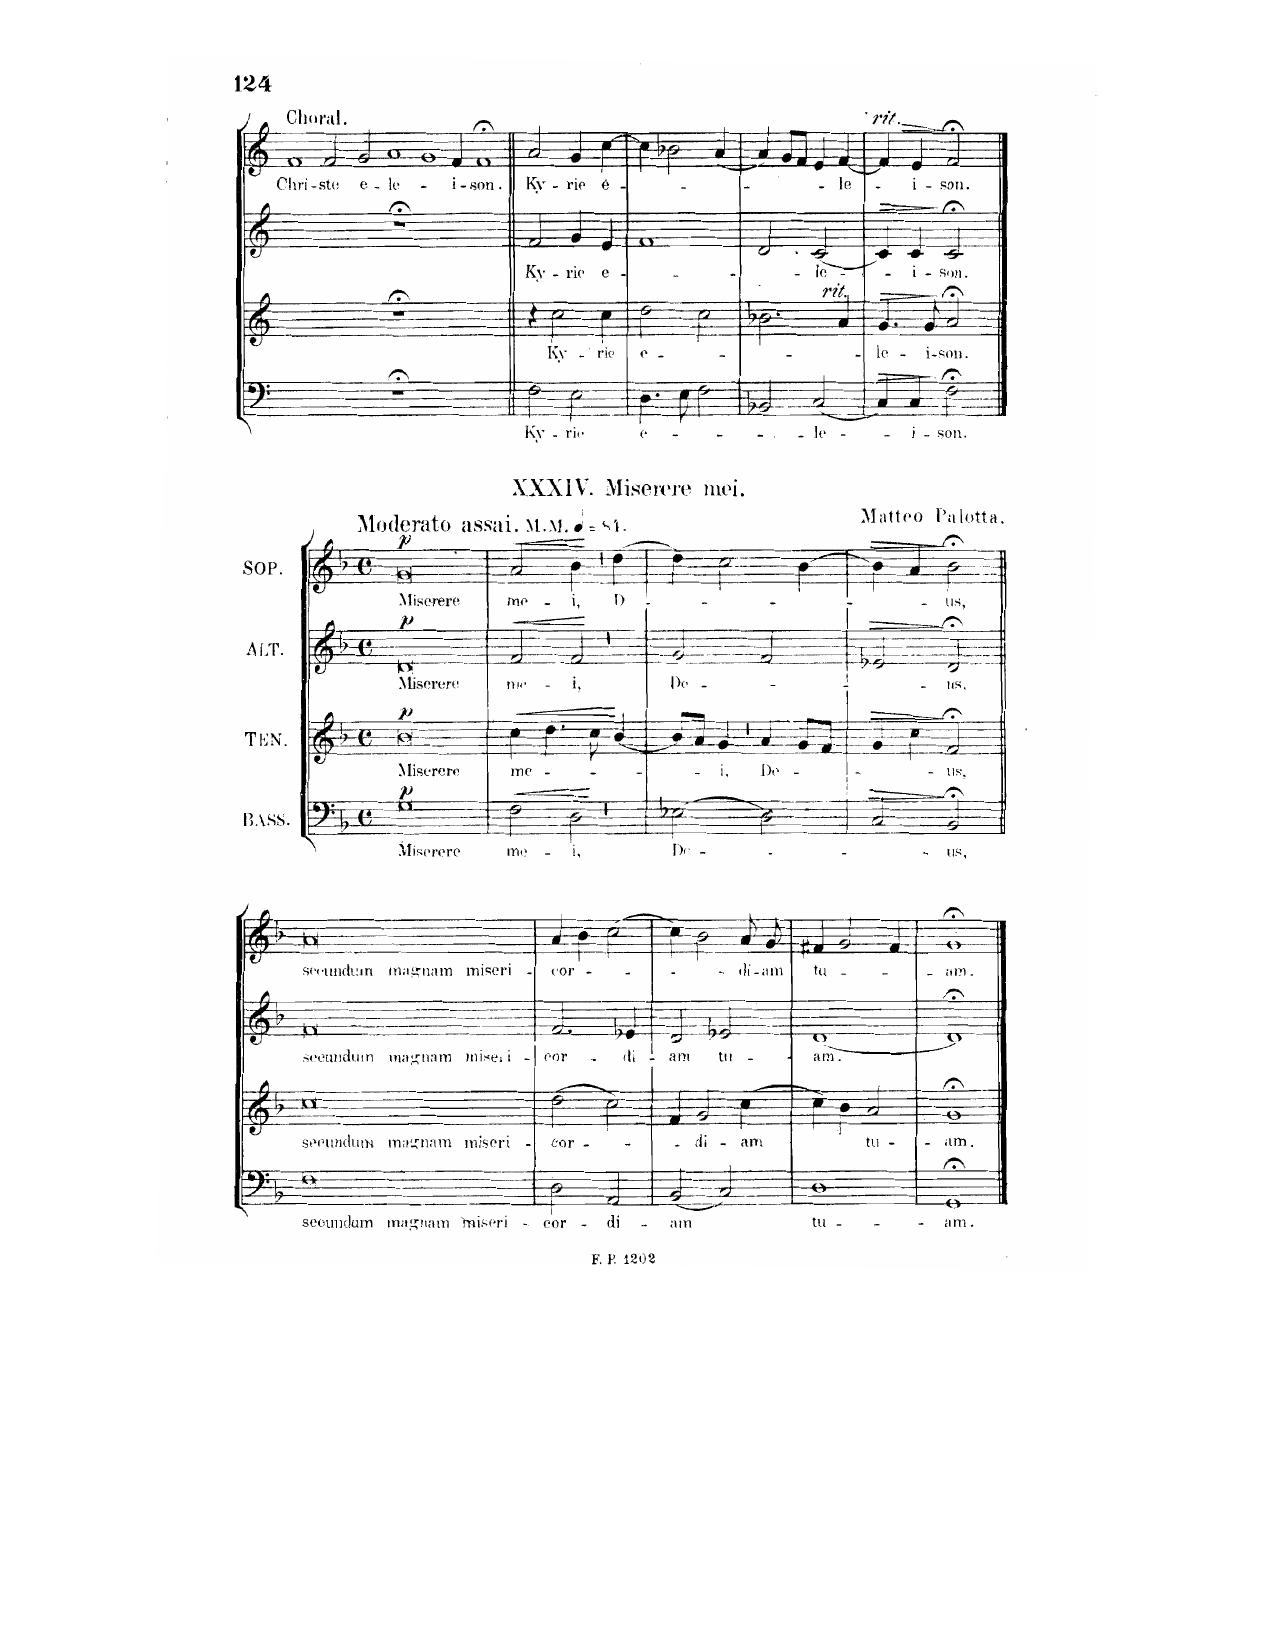 124
Choral.
rit.
Chri-ste e - le - i-son. Ky - rie e - - - - le - i - son.
Ky - rie e - - - le - - i - son.
rit.
Ky - rie e - - - - le - i-son.
Ky - rie e - - - - le - - i - son.
XXXIV. Miserere mei.
Moderato assai. M.M. ♩ = 84.
Matteo Palotta.
p
SOP.
Miserere me - i, D - - - - - us,
p
ALT.
Miserere me - i, De - - - - us,
p
TEN.
Miserere me - - - - i, De - - - us,
p
BASS.
Miserere me - i, De - - - - us,
secundum magnam miseri - cor - - - - di-am tu - - - am.
secundum magnam miseri - cor - di - am tu - - am.
secundum magnam miseri - cor - - - di - am tu - - am.
secundum magnam miseri - cor - di - am tu - - - am.
F. P. 1202